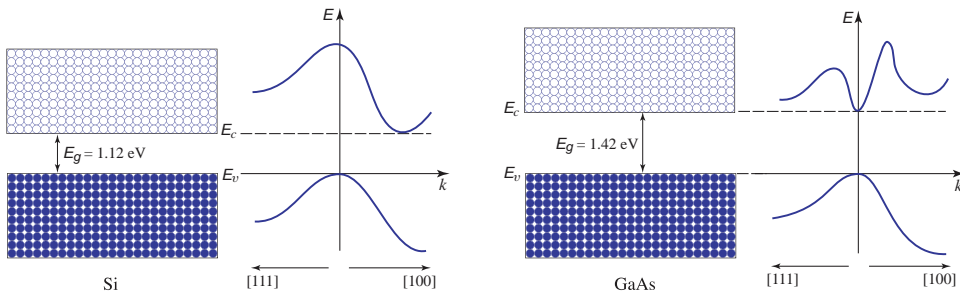 E
E_c
E_g = 1.12 eV
E_v
k
[111]
[100]
Si
E
E_c
E_g = 1.42 eV
E_v
k
[111]
[100]
GaAs